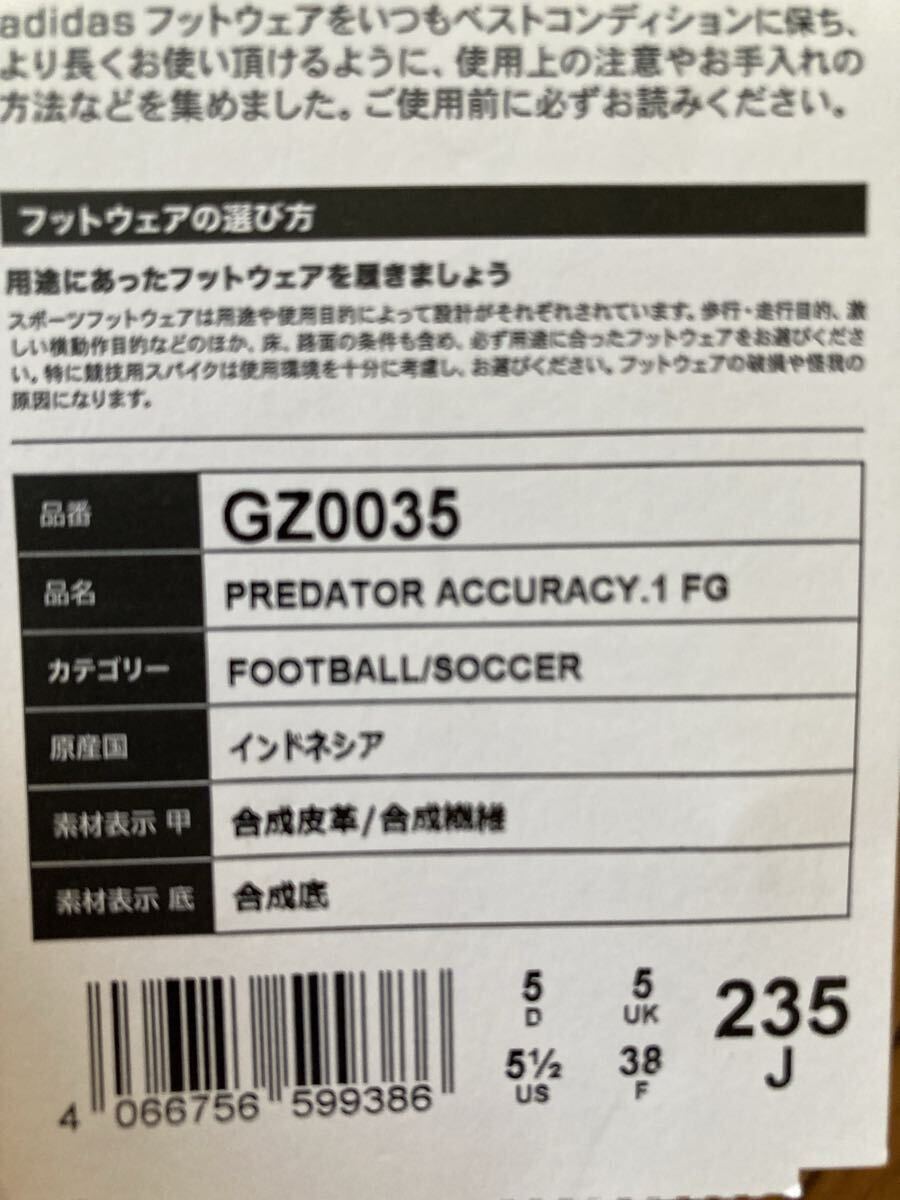 adidas フットウェアをいつもベストコンディションに保ち、
より長くお使い頂けるように、使用上の注意やお手入れの
方法などを集めました。ご使用前に必ずお読みください。
フットウェアの選び方
用途にあったフットウェアを履きましょう
スポーツフットウェアは用途や使用目的によって設計がそれぞれされています。歩行・走行目的、激
しい横動作目的などのほか、床、路面の条件も含め、必ず用途に合ったフットウェアをお選びくださ
い。特に競技用スパイクは使用環境を十分に考慮し、お選びください。フットウェアの破損や怪我の
原因になります。
品番 GZ0035
品名 PREDATOR ACCURACY.1 FG
カテゴリー FOOTBALL/SOCCER
原産国 インドネシア
素材表示 甲 合成皮革/合成繊維
素材表示 底 合成底
5 5 235
D UK J
5½ 38
US F
4 066756 599386